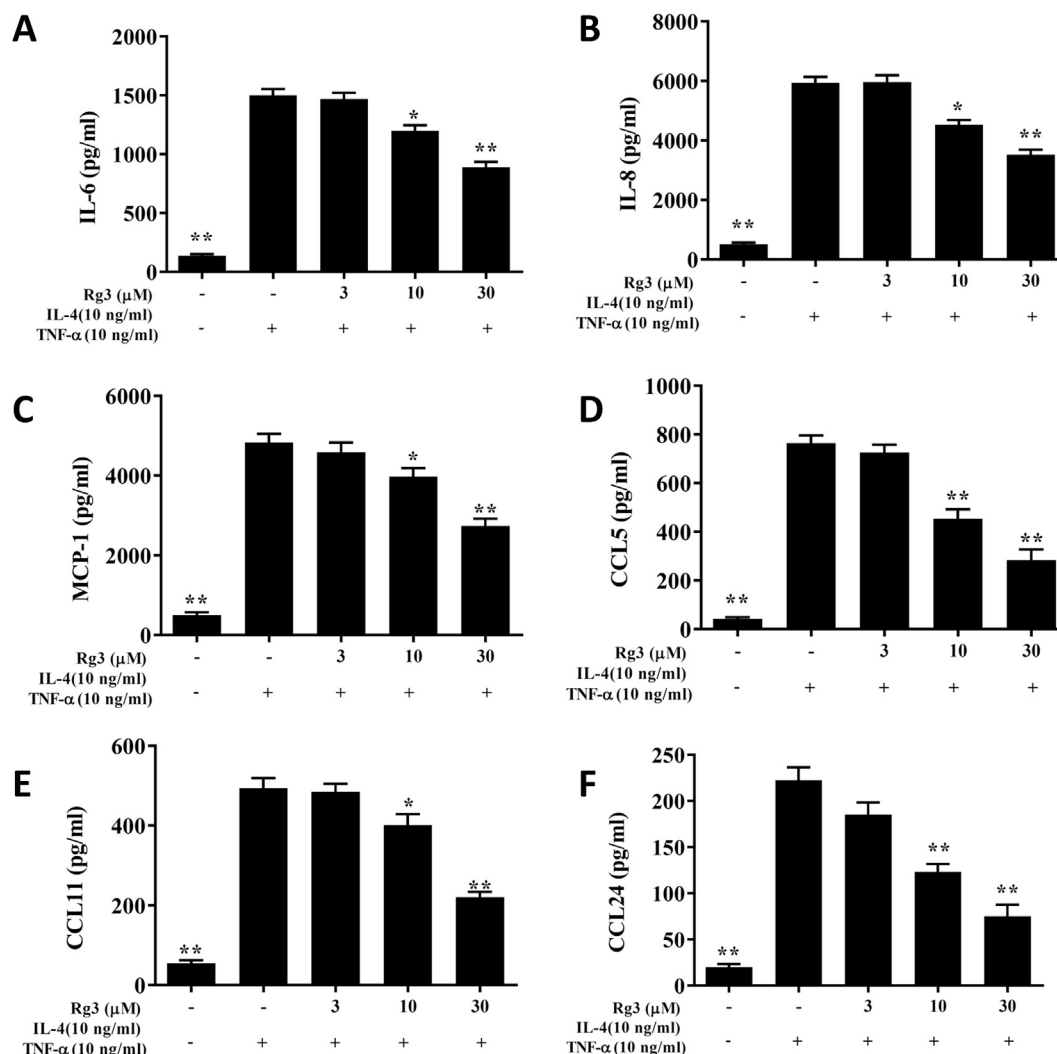 A
IL-6 (pg/ml)
2000
1500
1000
500
0
**
*
**
Rg3 (μM) - - 3 10 30
IL-4(10 ng/ml)
TNF-α (10 ng/ml) - + + + +
B
IL-8 (pg/ml)
8000
6000
4000
2000
0
**
*
**
Rg3 (μM) - - 3 10 30
IL-4(10 ng/ml)
TNF-α (10 ng/ml) - + + + +
C
MCP-1 (pg/ml)
6000
4000
2000
0
**
*
**
Rg3 (μM) - - 3 10 30
IL-4(10 ng/ml)
TNF-α (10 ng/ml) - + + + +
D
CCL5 (pg/ml)
1000
800
600
400
200
0
**
**
**
Rg3 (μM) - - 3 10 30
IL-4(10 ng/ml)
TNF-α (10 ng/ml) - + + + +
E
CCL11 (pg/ml)
600
400
200
0
**
*
**
Rg3 (μM) - - 3 10 30
IL-4(10 ng/ml)
TNF-α (10 ng/ml) - + + + +
F
CCL24 (pg/ml)
250
200
150
100
50
0
**
**
**
Rg3 (μM) - - 3 10 30
IL-4(10 ng/ml)
TNF-α (10 ng/ml) - + + + +